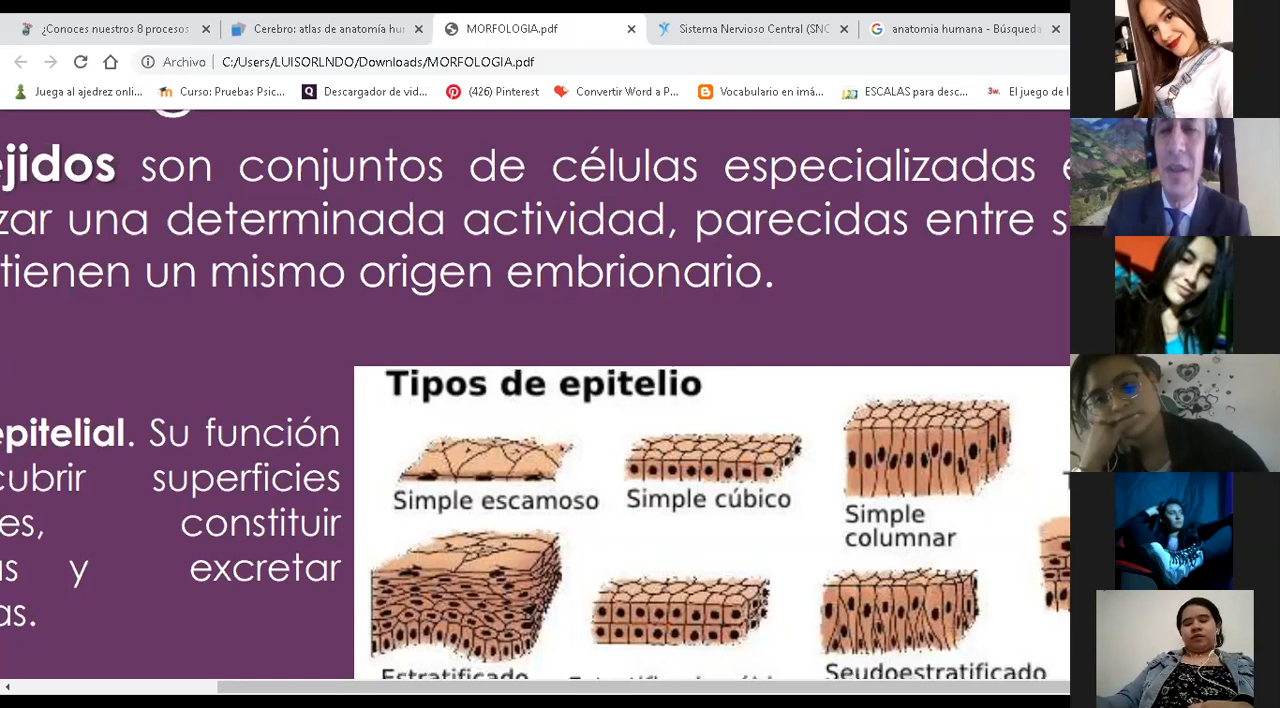 ¿Conoces nuestros 8 procesos
Cerebro: atlas de anatomía hu
MORFOLOGIA.pdf
Sistema Nervioso Central (SNC
anatomia humana - Búsqueda
Archivo
C:/Users/LUISORLNDO/Downloads/MORFOLOGIA.pdf
Juega al ajedrez onli...
Curso: Pruebas Psic...
Descargador de vid...
(426) Pinterest
Convertir Word a P...
Vocabulario en imá...
ESCALAS para desc...
3w.
El juego de l
ejidos son conjuntos de células especializadas e
zar una determinada actividad, parecidas entre s
tienen un mismo origen embrionario.
Tipos de epitelio
epitelial. Su función
cubrir superficies
es, constituir
as y excretar
as.
Simple escamoso
Simple cúbico
Simple
columnar
Estratificado
Seudoestratificado